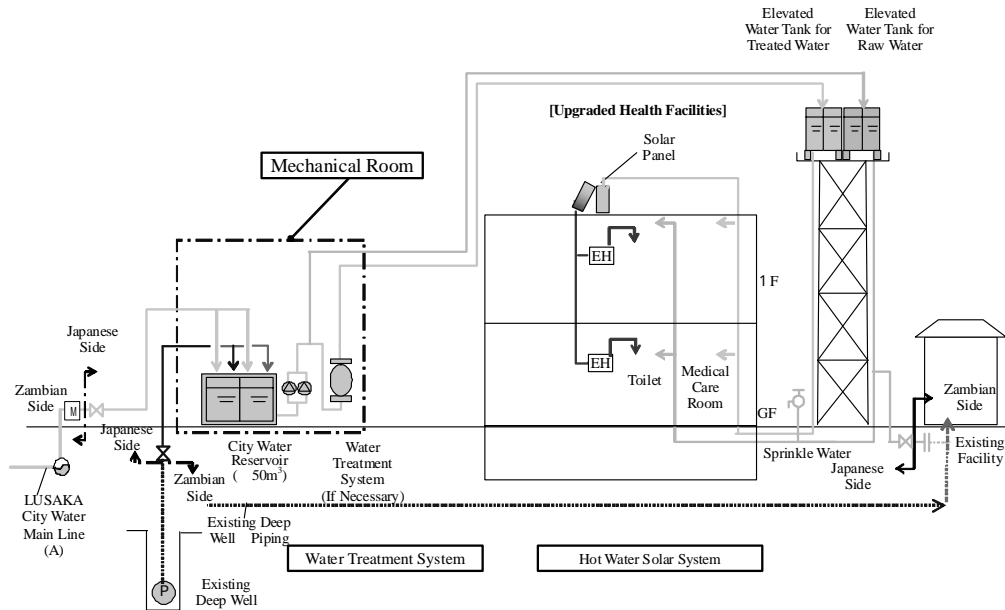 Elevated
Water Tank for
Treated Water
Elevated
Water Tank for
Raw Water
[Upgraded Health Facilities]
Solar
Panel
Mechanical Room
EH
1F
Japanese
Side
Zambian
Side
M
EH
Toilet
Medical
Care
Room
GF
Zambian
Side
Japanese
Side
City Water
Reservoir
( 50m³)
Water
Treatment
System
(If Necessary)
Sprinkle Water
Japanese
Side
Existing
Facility
Zambian
Side
LUSAKA
City Water
Main Line
(A)
Existing Deep
Well Piping
Water Treatment System
Hot Water Solar System
P
Existing
Deep Well